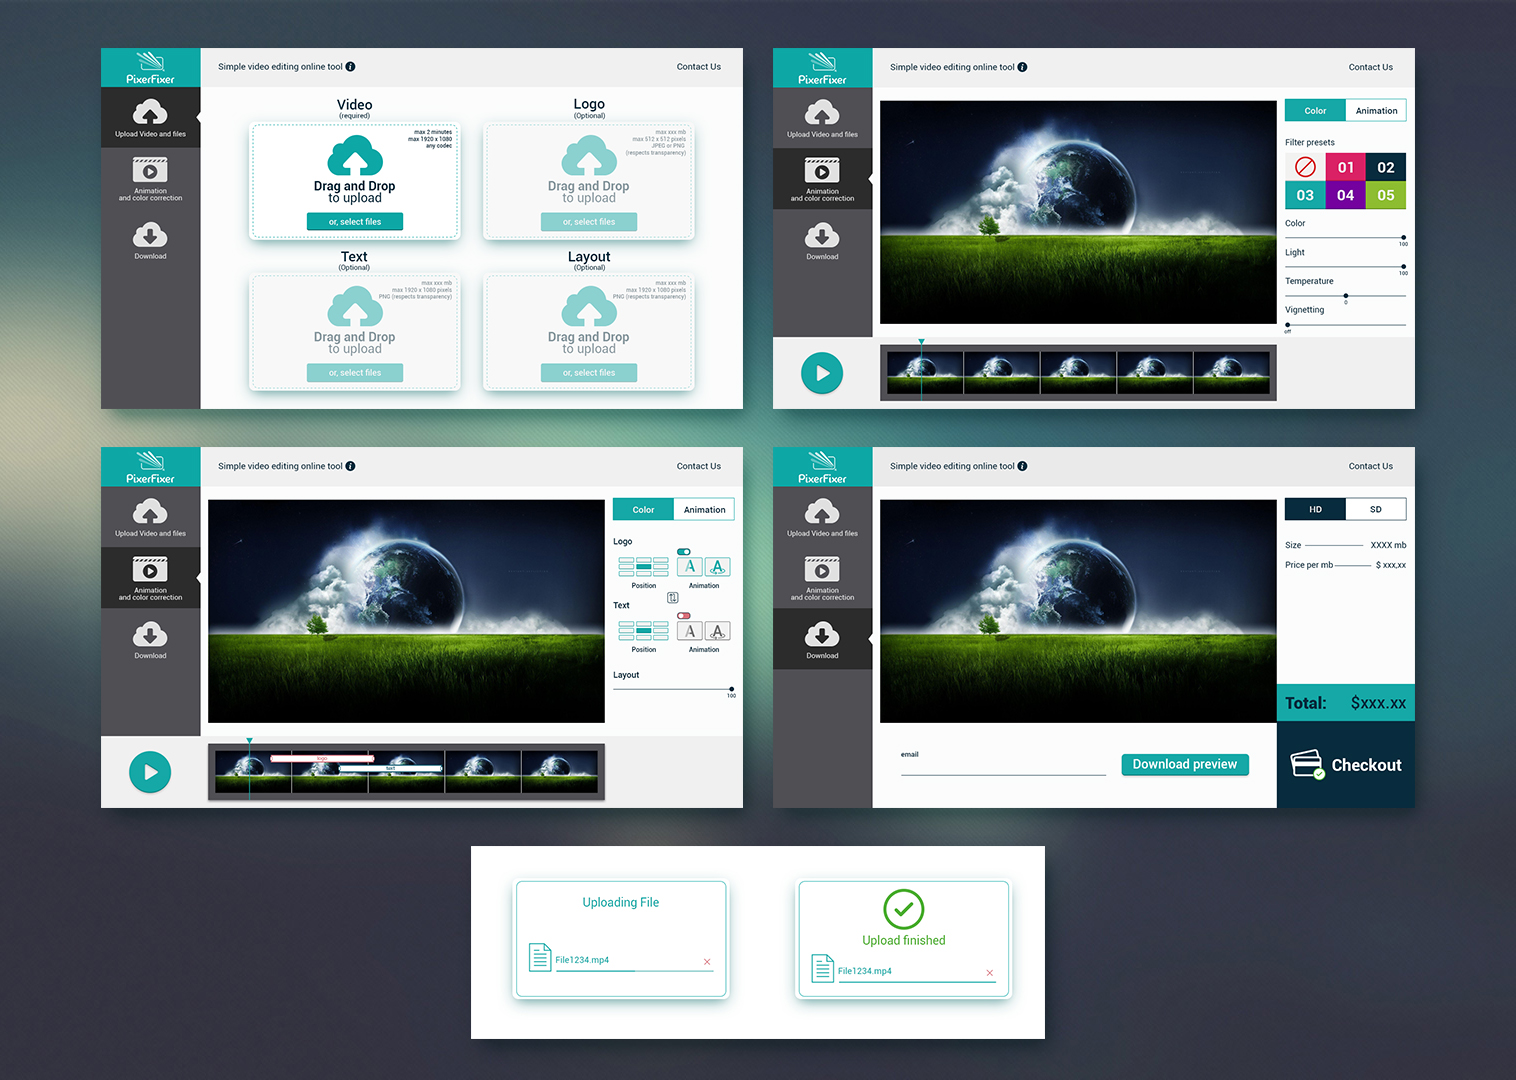 PixerFixer
Simple video editing online tool i
Contact Us
Upload Video and files
Animation
and color correction
Download
Video
(required)
max 2 minutes
max 1920 x 1080
any codec
Drag and Drop
to upload
or, select files
Logo
(Optional)
max xxx mb
max 512 x 512 pixels
JPEG or PNG
(respects transparency)
Drag and Drop
to upload
or, select files
Text
(Optional)
max xxx mb
max 1920 x 1080 pixels
PNG (respects transparency)
Drag and Drop
to upload
or, select files
Layout
(Optional)
max xxx mb
max 1920 x 1080 pixels
PNG (respects transparency)
Drag and Drop
to upload
or, select files
PixerFixer
Simple video editing online tool i
Contact Us
Upload Video and files
Animation
and color correction
Download
Color Animation
Filter presets
01 02
03 04 05
Color
100
Light
100
Temperature
0
Vignetting
off
PixerFixer
Simple video editing online tool i
Contact Us
Upload Video and files
Animation
and color correction
Download
Color Animation
Logo
A A
Position Animation
Text
A A
Position Animation
Layout
100
logo
text
PixerFixer
Simple video editing online tool i
Contact Us
Upload Video and files
Animation
and color correction
Download
HD SD
Size XXXX mb
Price per mb $ xxx,xx
Total: $xxx.xx
email
Download preview
Checkout
Uploading File
File1234.mp4
Upload finished
File1234.mp4